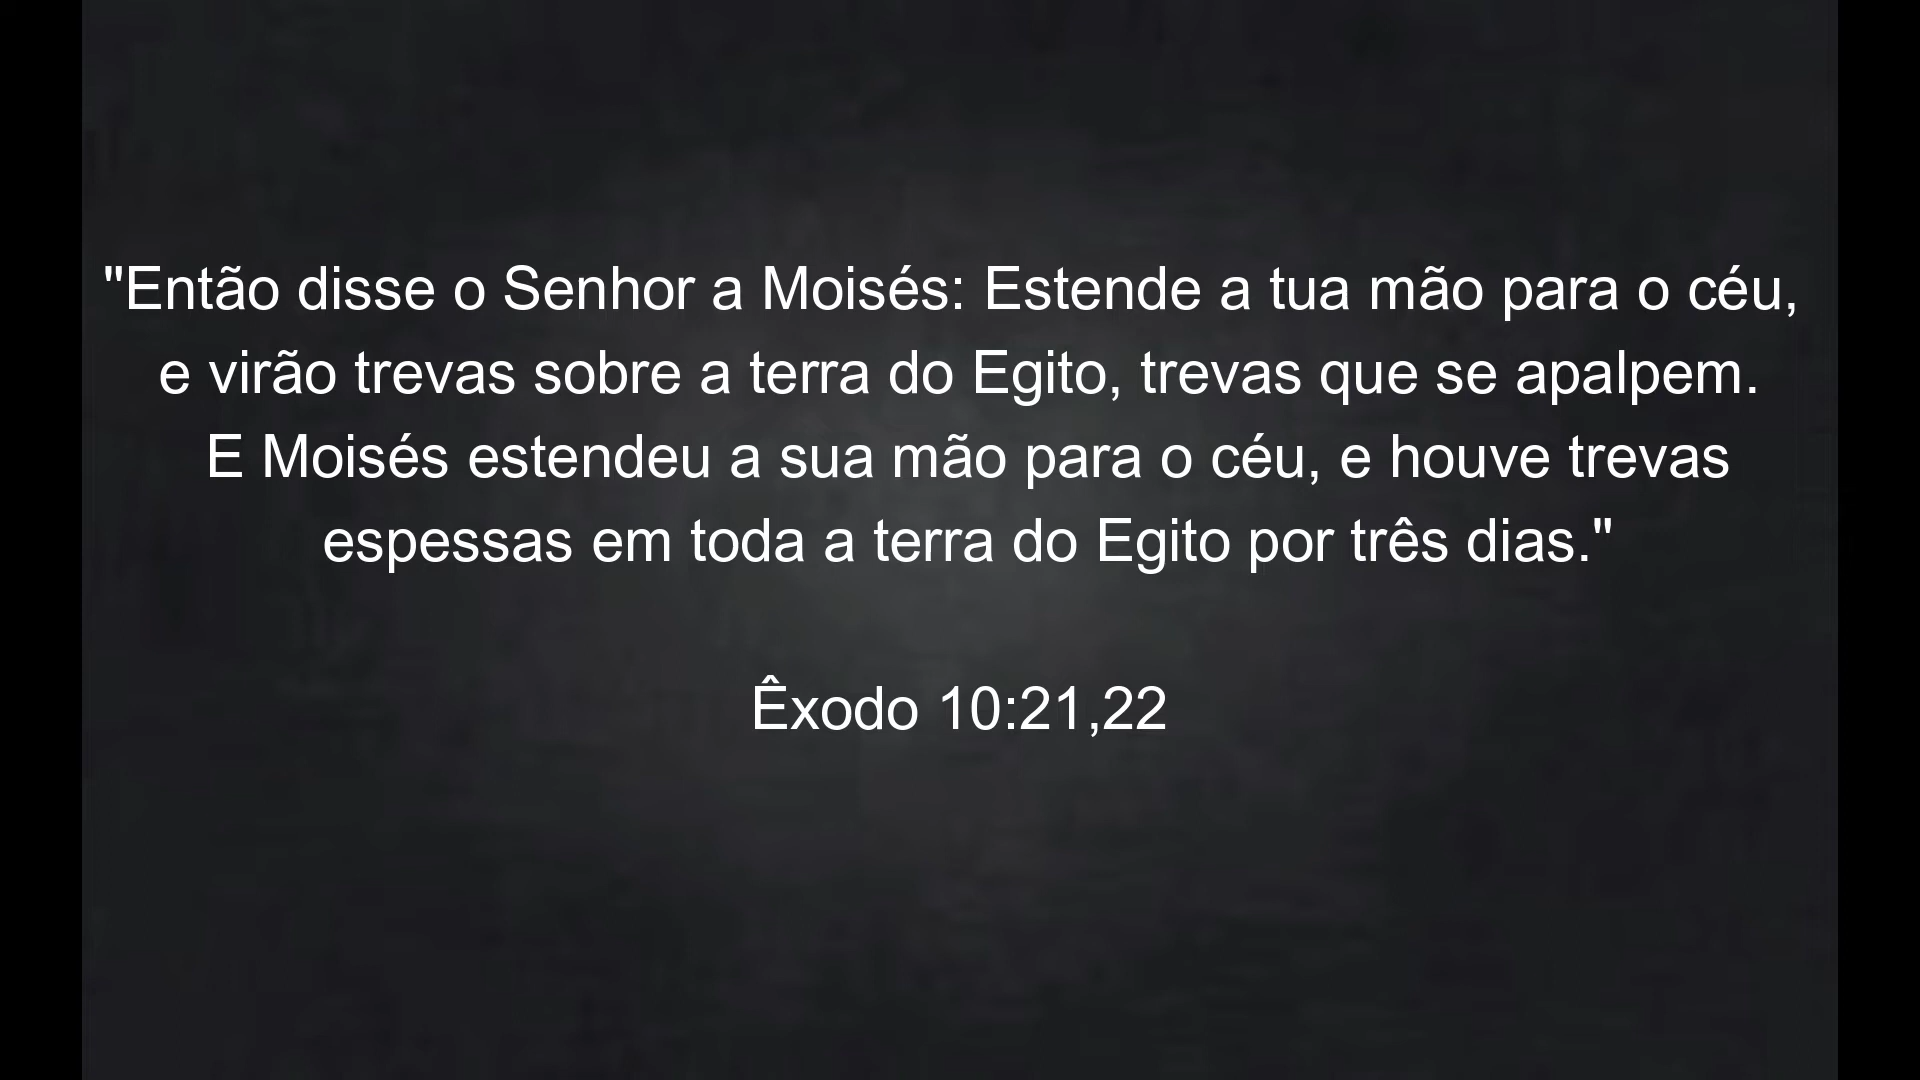 "Então disse o Senhor a Moisés: Estende a tua mão para o céu,
e virão trevas sobre a terra do Egito, trevas que se apalpem.
E Moisés estendeu a sua mão para o céu, e houve trevas
espessas em toda a terra do Egito por três dias."
Êxodo 10:21,22